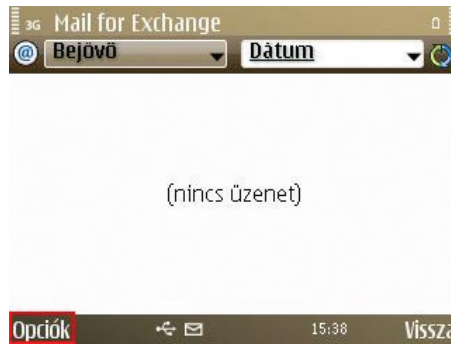 3G Mail for Exchange
@ Bejövő Dátum
(nincs üzenet)
Opciók 15:38 Vissza